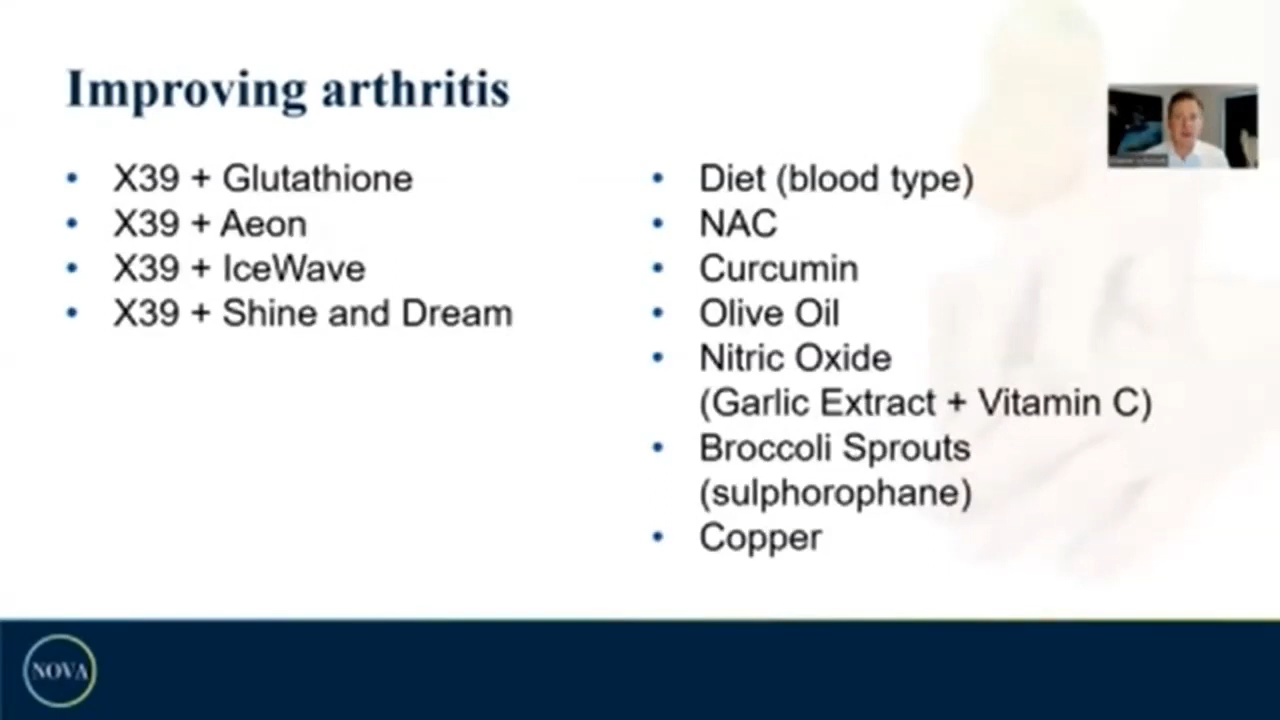 Improving arthritis
• X39 + Glutathione
• X39 + Aeon
• X39 + IceWave
• X39 + Shine and Dream
• Diet (blood type)
• NAC
• Curcumin
• Olive Oil
• Nitric Oxide
(Garlic Extract + Vitamin C)
• Broccoli Sprouts
(sulphorophane)
• Copper
NOVA